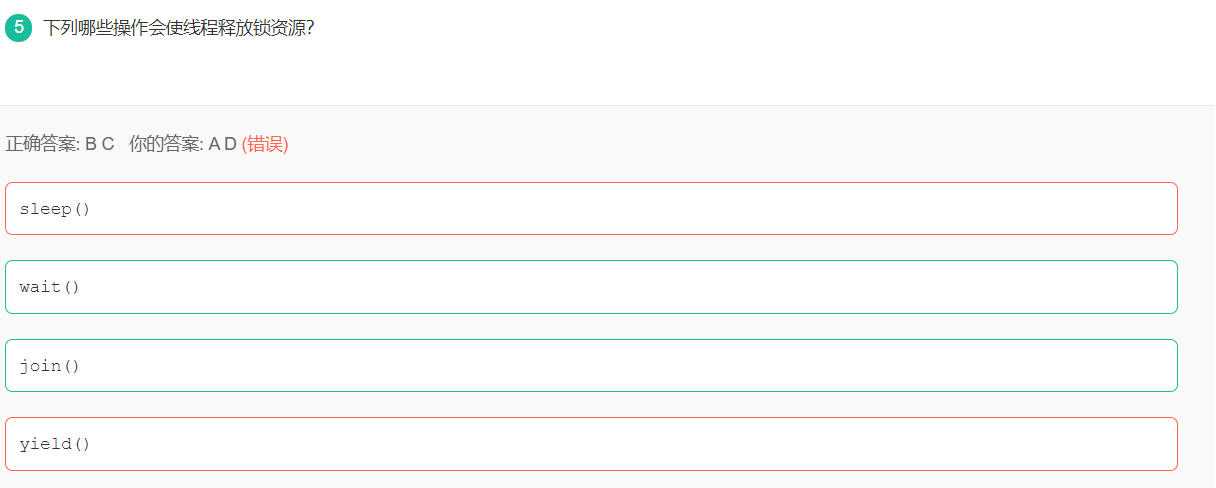 5 下列哪些操作会使线程释放锁资源?
正确答案: B C 你的答案: A D (错误)
sleep()
wait()
join()
yield()